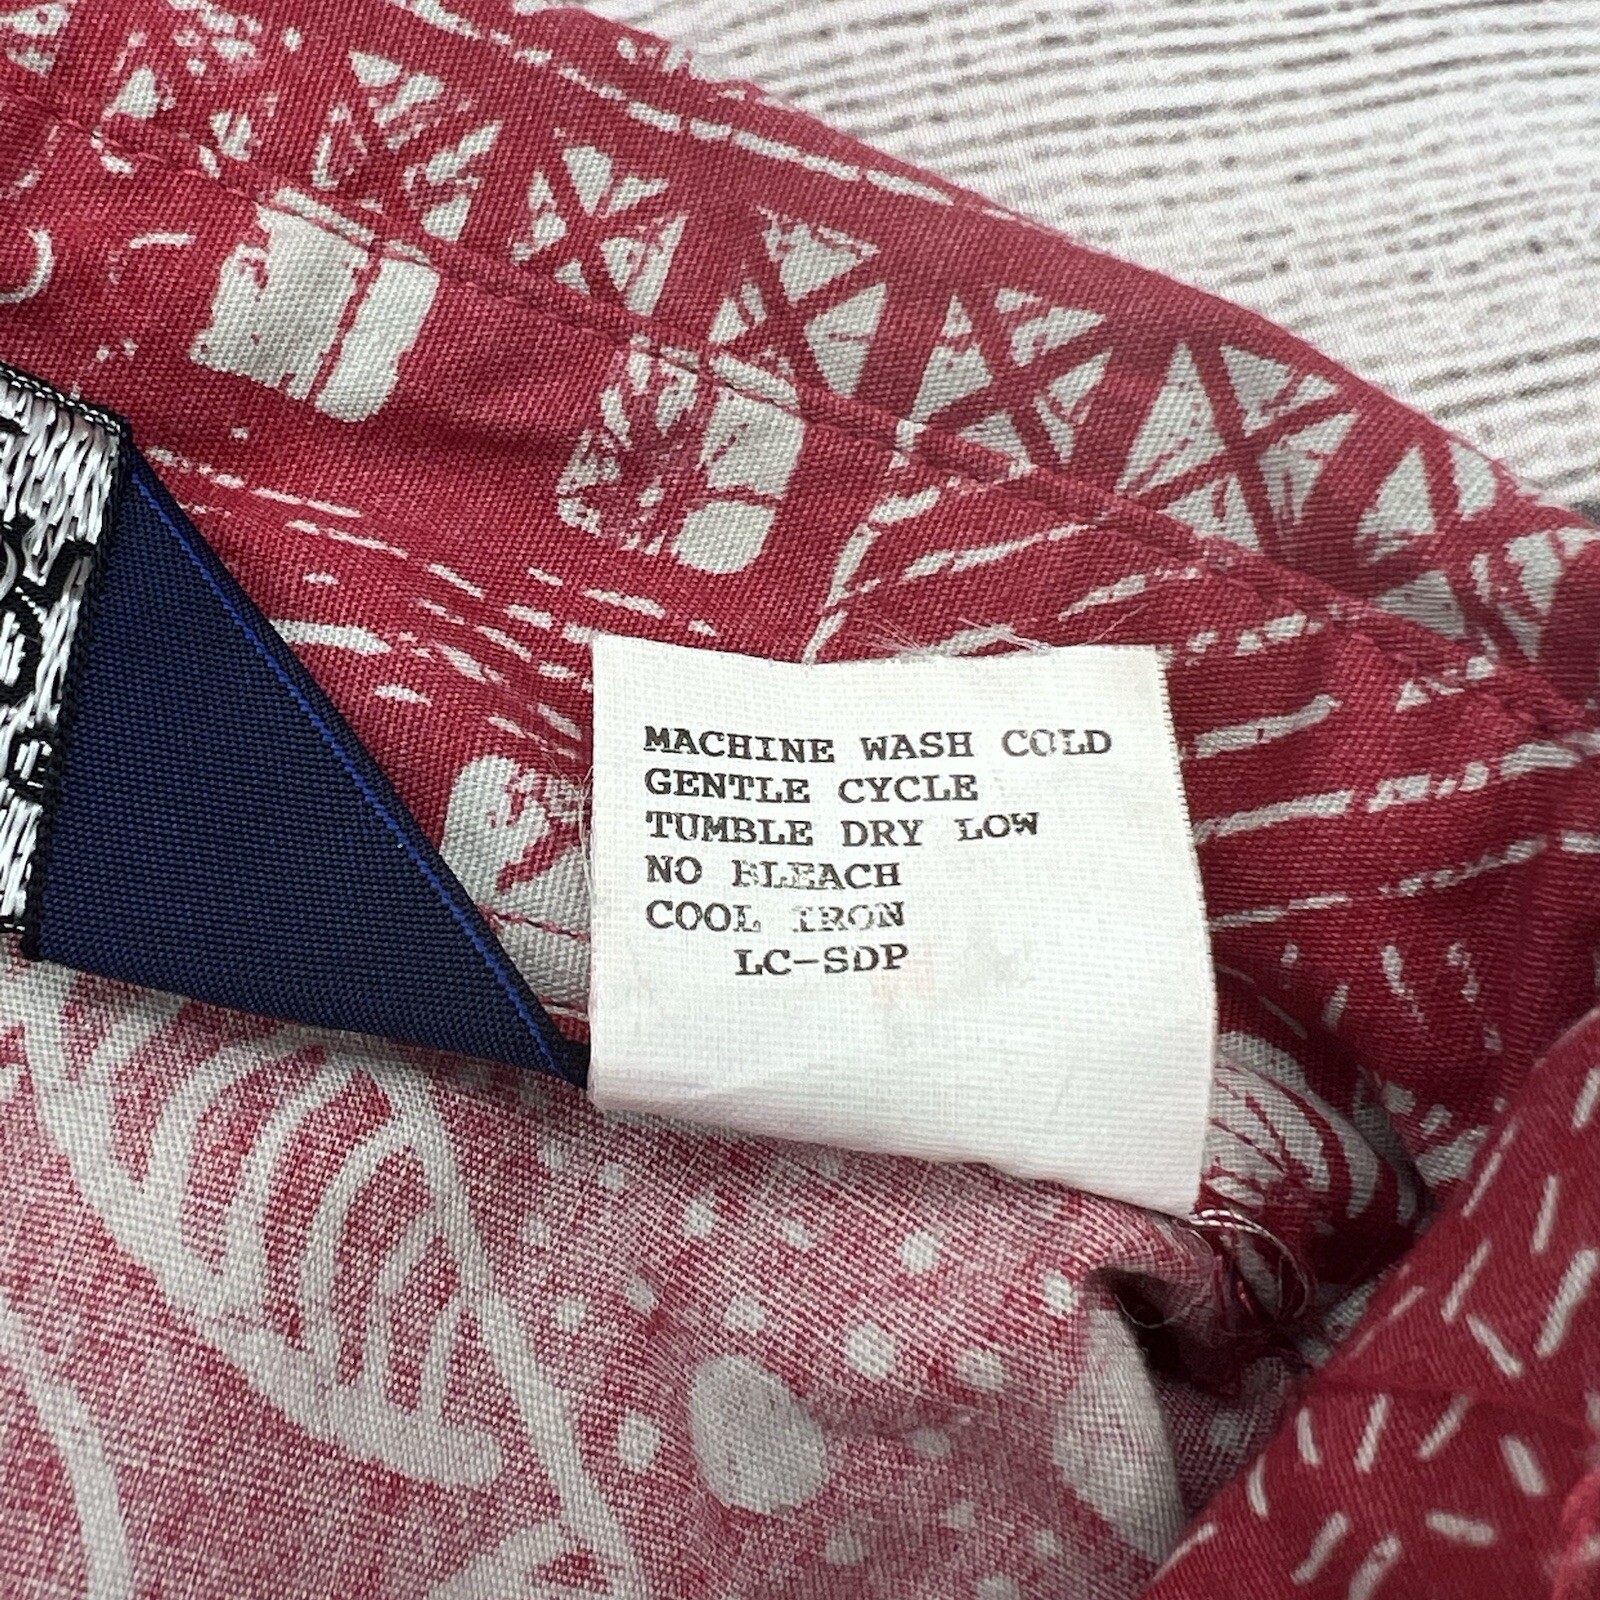 MACHINE WASH COLD
GENTLE CYCLE
TUMBLE DRY LOW
NO BLEACH
COOL IRON
LC-SDP